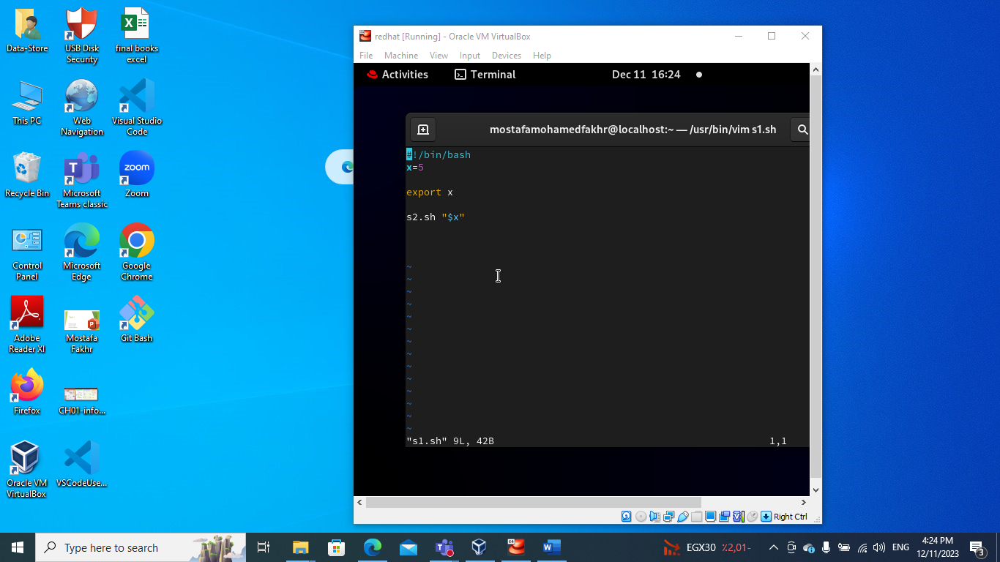 Data-Store
USB Disk
Security
final books
excel
This PC
Web
Navigation
Visual Studio
Code
Recycle Bin
Microsoft
Teams classic
zoom
Zoom
Control
Panel
Microsoft
Edge
Google
Chrome
Adobe
Reader XI
Mostafa
Fakhr
Git Bash
Firefox
CH01-info...
Oracle VM
VirtualBox
VSCodeUse...
redhat [Running] - Oracle VM VirtualBox
File Machine View Input Devices Help
Activities Terminal Dec 11 16:24
mostafamohamedfakhr@localhost:~ — /usr/bin/vim s1.sh
#!/bin/bash
x=5
export x
s2.sh "$x"
~
~
~
~
~
~
~
~
~
~
~
~
~
~
"s1.sh" 9L, 42B 1,1
Right Ctrl
Type here to search
EGX30 ٪2,01-
ENG
4:24 PM
12/11/2023
3